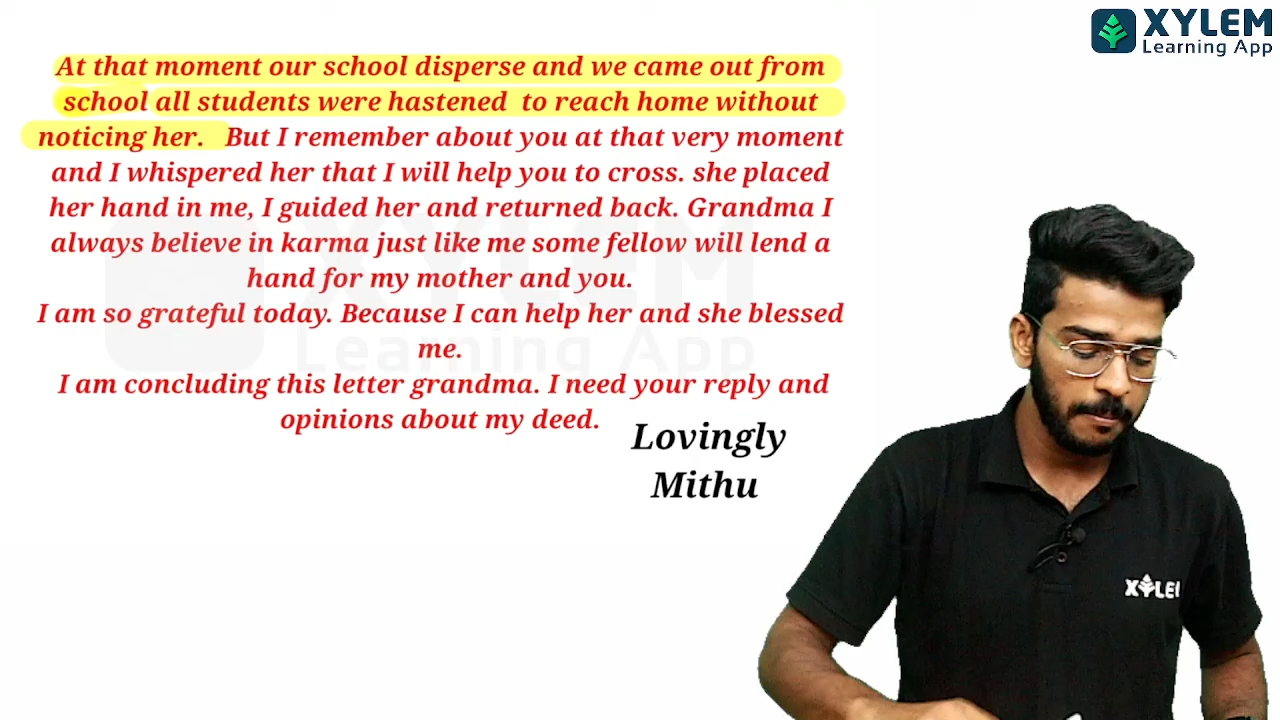 XYLEM
Learning App
At that moment our school disperse and we came out from
school all students were hastened to reach home without
noticing her. But I remember about you at that very moment
and I whispered her that I will help you to cross. she placed
her hand in me, I guided her and returned back. Grandma I
always believe in karma just like me some fellow will lend a
hand for my mother and you.
I am so grateful today. Because I can help her and she blessed
me.
I am concluding this letter grandma. I need your reply and
opinions about my deed.
Lovingly
Mithu
XYLEM
Learning App
XYLE